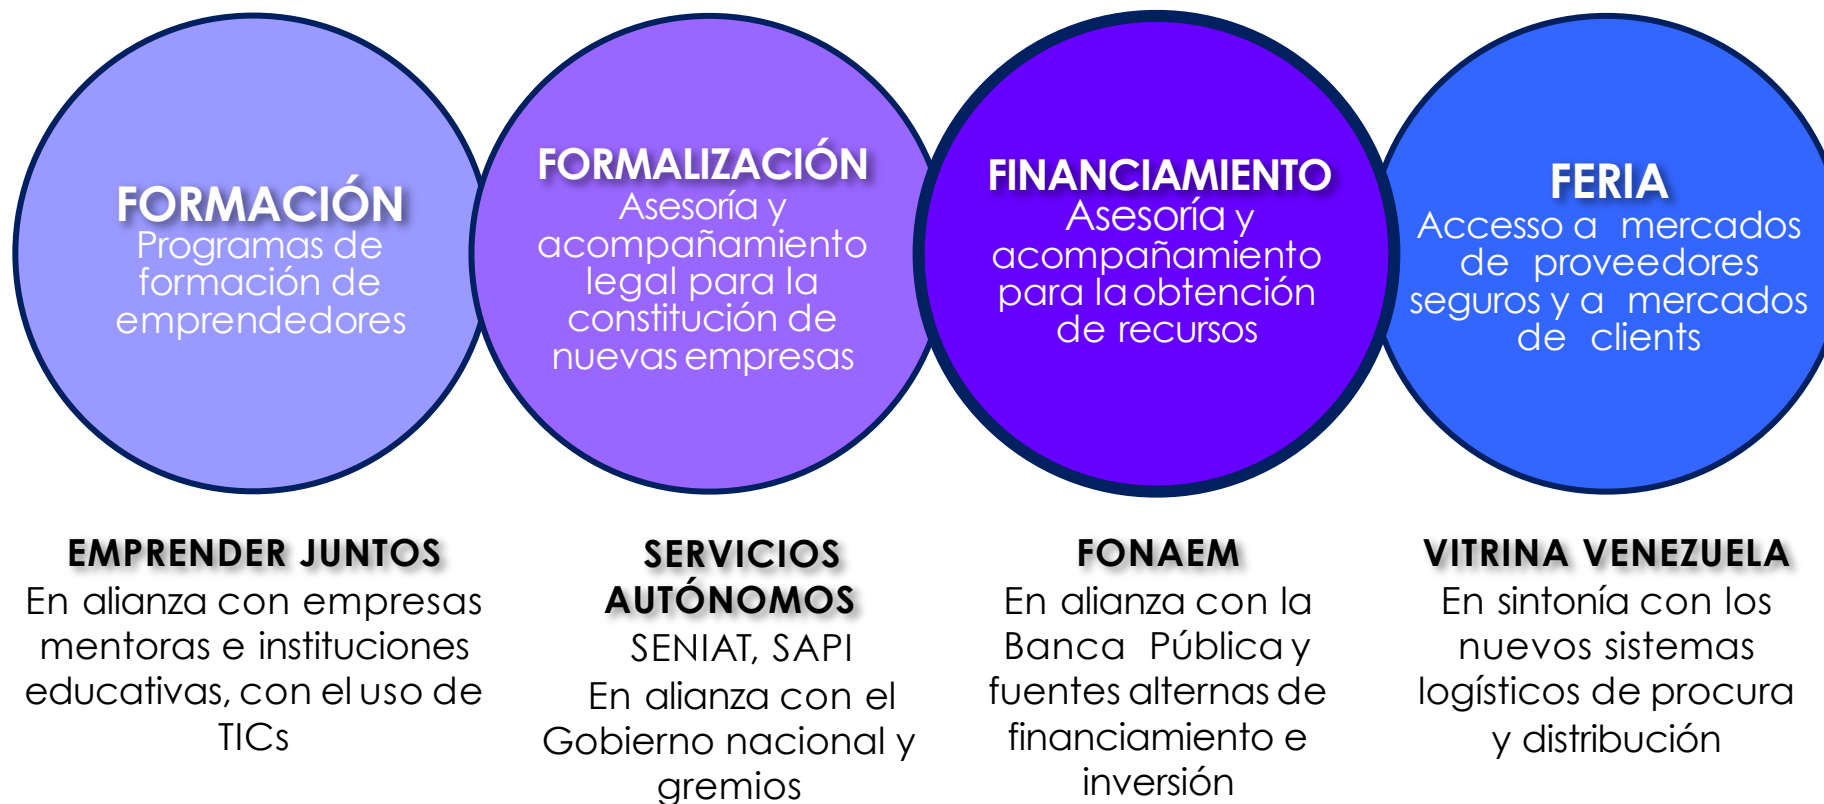 FORMACIÓN
Programas de
formación de
emprendedores
FORMALIZACIÓN
Asesoría y
acompañamiento
legal para la
constitución de
nuevas empresas
FINANCIAMIENTO
Asesoría y
acompañamiento
para la obtención
de recursos
FERIA
Accesso a mercados
de proveedores
seguros y a mercados
de clients
EMPRENDER JUNTOS
En alianza con empresas
mentoras e instituciones
educativas, con el uso de
TICs
SERVICIOS
AUTÓNOMOS
SENIAT, SAPI
En alianza con el
Gobierno nacional y
gremios
FONAEM
En alianza con la
Banca Pública y
fuentes alternas de
financiamiento e
inversión
VITRINA VENEZUELA
En sintonía con los
nuevos sistemas
logísticos de procura
y distribución